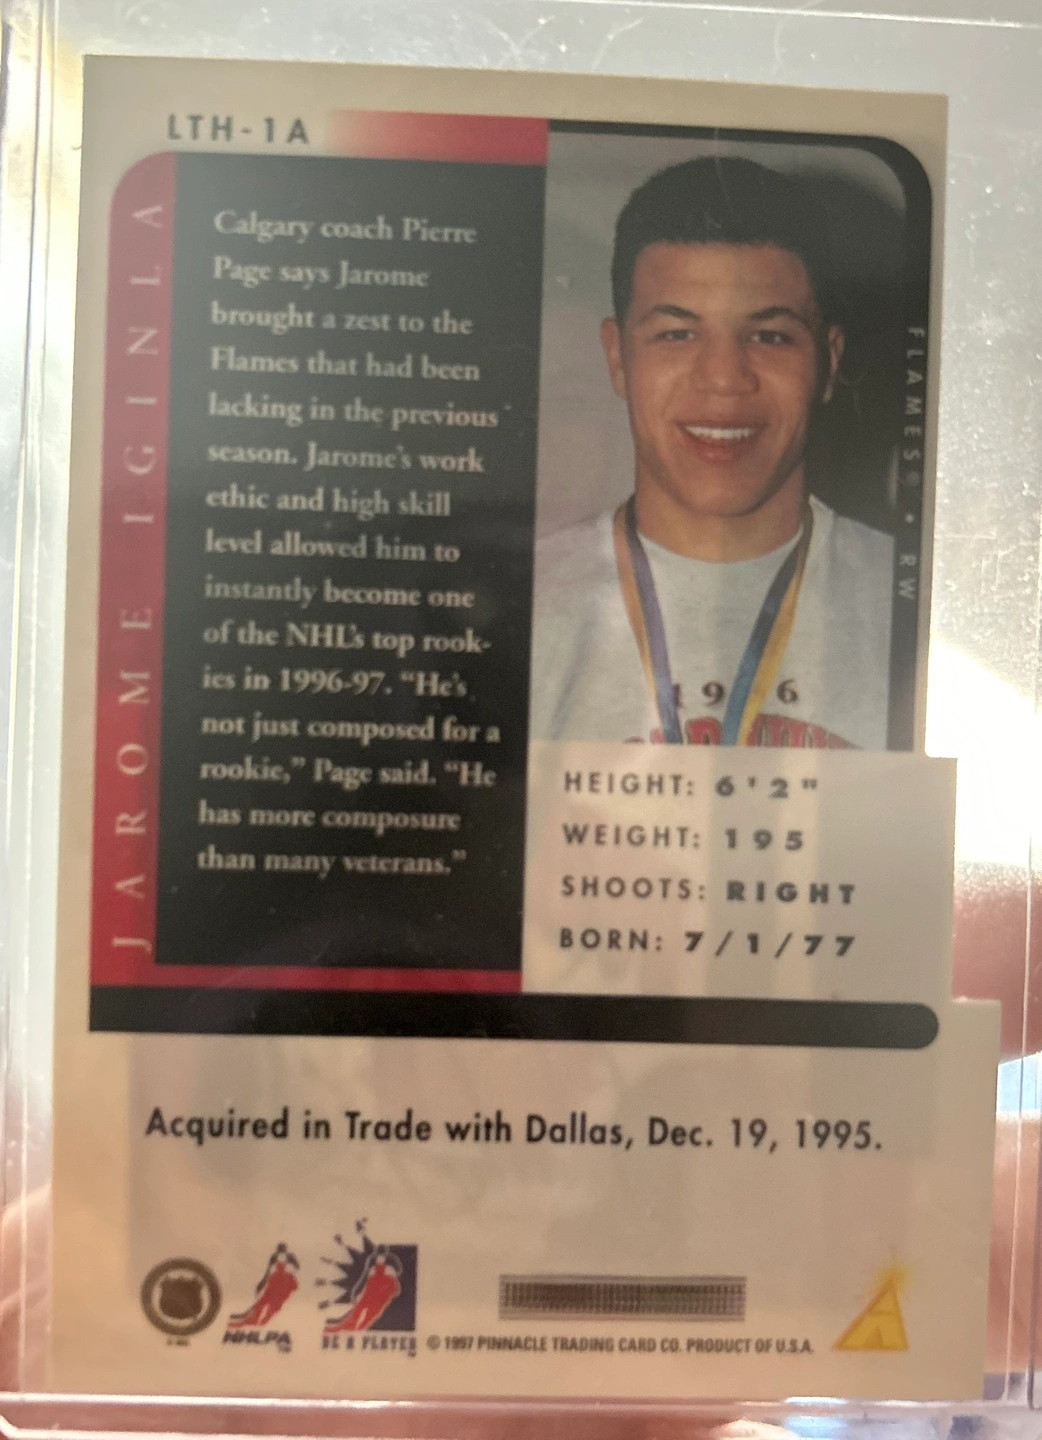 LTH-1A
JAROME IGINLA
Calgary coach Pierre
Page says Jarome
brought a zest to the
Flames that had been
lacking in the previous
season. Jarome's work
ethic and high skill
level allowed him to
instantly become one
of the NHL's top rook-
ies in 1996-97. “He's
not just composed for a
rookie,” Page said. “He
has more composure
than many veterans.”
FLAMES® • RW
19 6
HEIGHT: 6'2"
WEIGHT: 195
SHOOTS: RIGHT
BORN: 7/1/77
Acquired in Trade with Dallas, Dec. 19, 1995.
NHLPA
BE A PLAYER
© 1997 PINNACLE TRADING CARD CO. PRODUCT OF U.S.A.